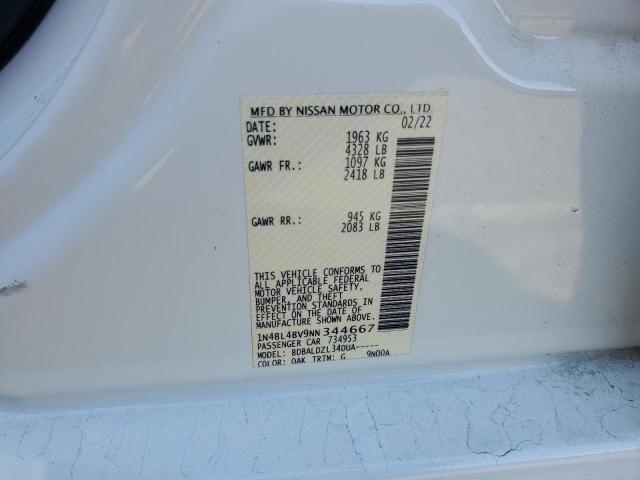 MFD BY NISSAN MOTOR CO., LTD.
DATE: 02/22
GVWR: 1963 KG
4328 LB
GAWR FR.: 1097 KG
2418 LB
GAWR RR.: 945 KG
2083 LB
THIS VEHICLE CONFORMS TO
ALL APPLICABLE FEDERAL
MOTOR VEHICLE SAFETY,
BUMPER, AND THEFT
PREVENTION STANDARDS IN
EFFECT ON THE DATE OF
MANUFACTURE SHOWN ABOVE.
1N4BL4BV9NN344667
PASSENGER CAR 734953
MODEL: BDBALDZL34DUA-----
COLOR: QAK TRIM: G 9N00A